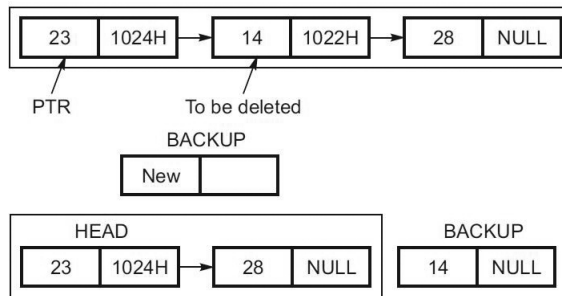 23 1024H 14 1022H 28 NULL
PTR To be deleted
BACKUP
New
HEAD BACKUP
23 1024H 28 NULL 14 NULL